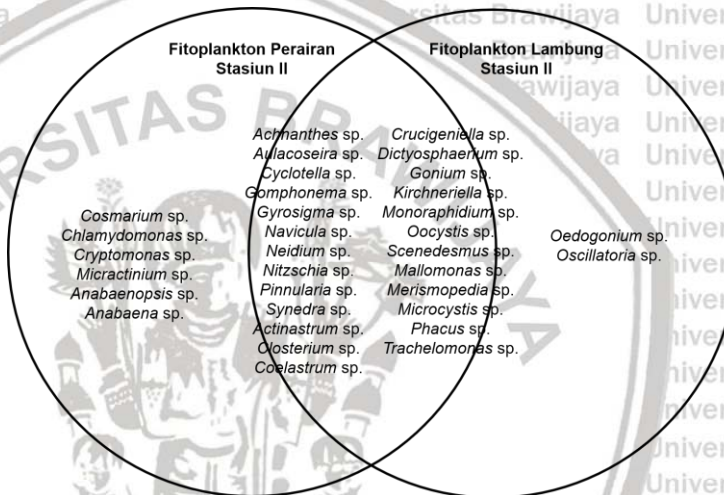 Fitoplankton Perairan
Stasiun II
Fitoplankton Lambung
Stasiun II
Cosmarium sp.
Chlamydomonas sp.
Cryptomonas sp.
Micractinium sp.
Anabaenopsis sp.
Anabaena sp.
Achnanthes sp.
Aulacoseira sp.
Cyclotella sp.
Gomphonema sp.
Gyrosigma sp.
Navicula sp.
Neidium sp.
Nitzschia sp.
Pinnularia sp.
Synedra sp.
Actinastrum sp.
Closterium sp.
Coelastrum sp.
Crucigeniella sp.
Dictyosphaerium sp.
Gonium sp.
Kirchneriella sp.
Monoraphidium sp.
Oocystis sp.
Scenedesmus sp.
Mallomonas sp.
Merismopedia sp.
Microcystis sp.
Phacus sp.
Trachelomonas sp.
Oedogonium sp.
Oscillatoria sp.
RSITAS BRAWIJAYA